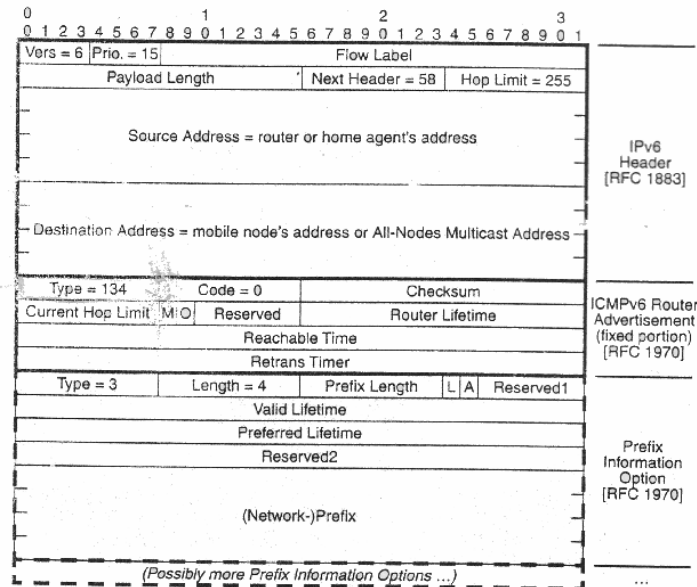 0 1 2 3
0 1 2 3 4 5 6 7 8 9 0 1 2 3 4 5 6 7 8 9 0 1 2 3 4 5 6 7 8 9 0 1
Vers = 6 Prio. = 15 Flow Label
Payload Length Next Header = 58 Hop Limit = 255
Source Address = router or home agent's address
IPv6
Header
[RFC 1883]
Destination Address = mobile node's address or All-Nodes Multicast Address
Type = 134 Code = 0 Checksum
Current Hop Limit M O Reserved Router Lifetime
Reachable Time
Retrans Timer
ICMPv6 Router
Advertisement
(fixed portion)
[RFC 1970]
Type = 3 Length = 4 Prefix Length L A Reserved1
Valid Lifetime
Preferred Lifetime
Reserved2
(Network-)Prefix
Prefix
Information
Option
[RFC 1970]
(Possibly more Prefix Information Options ...)
...